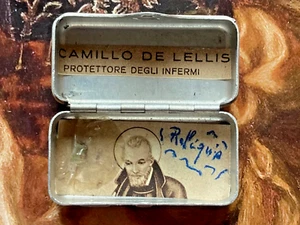 CAMILLO DE LELLIS
PROTETTORE DEGLI INFERMI
Reliquia